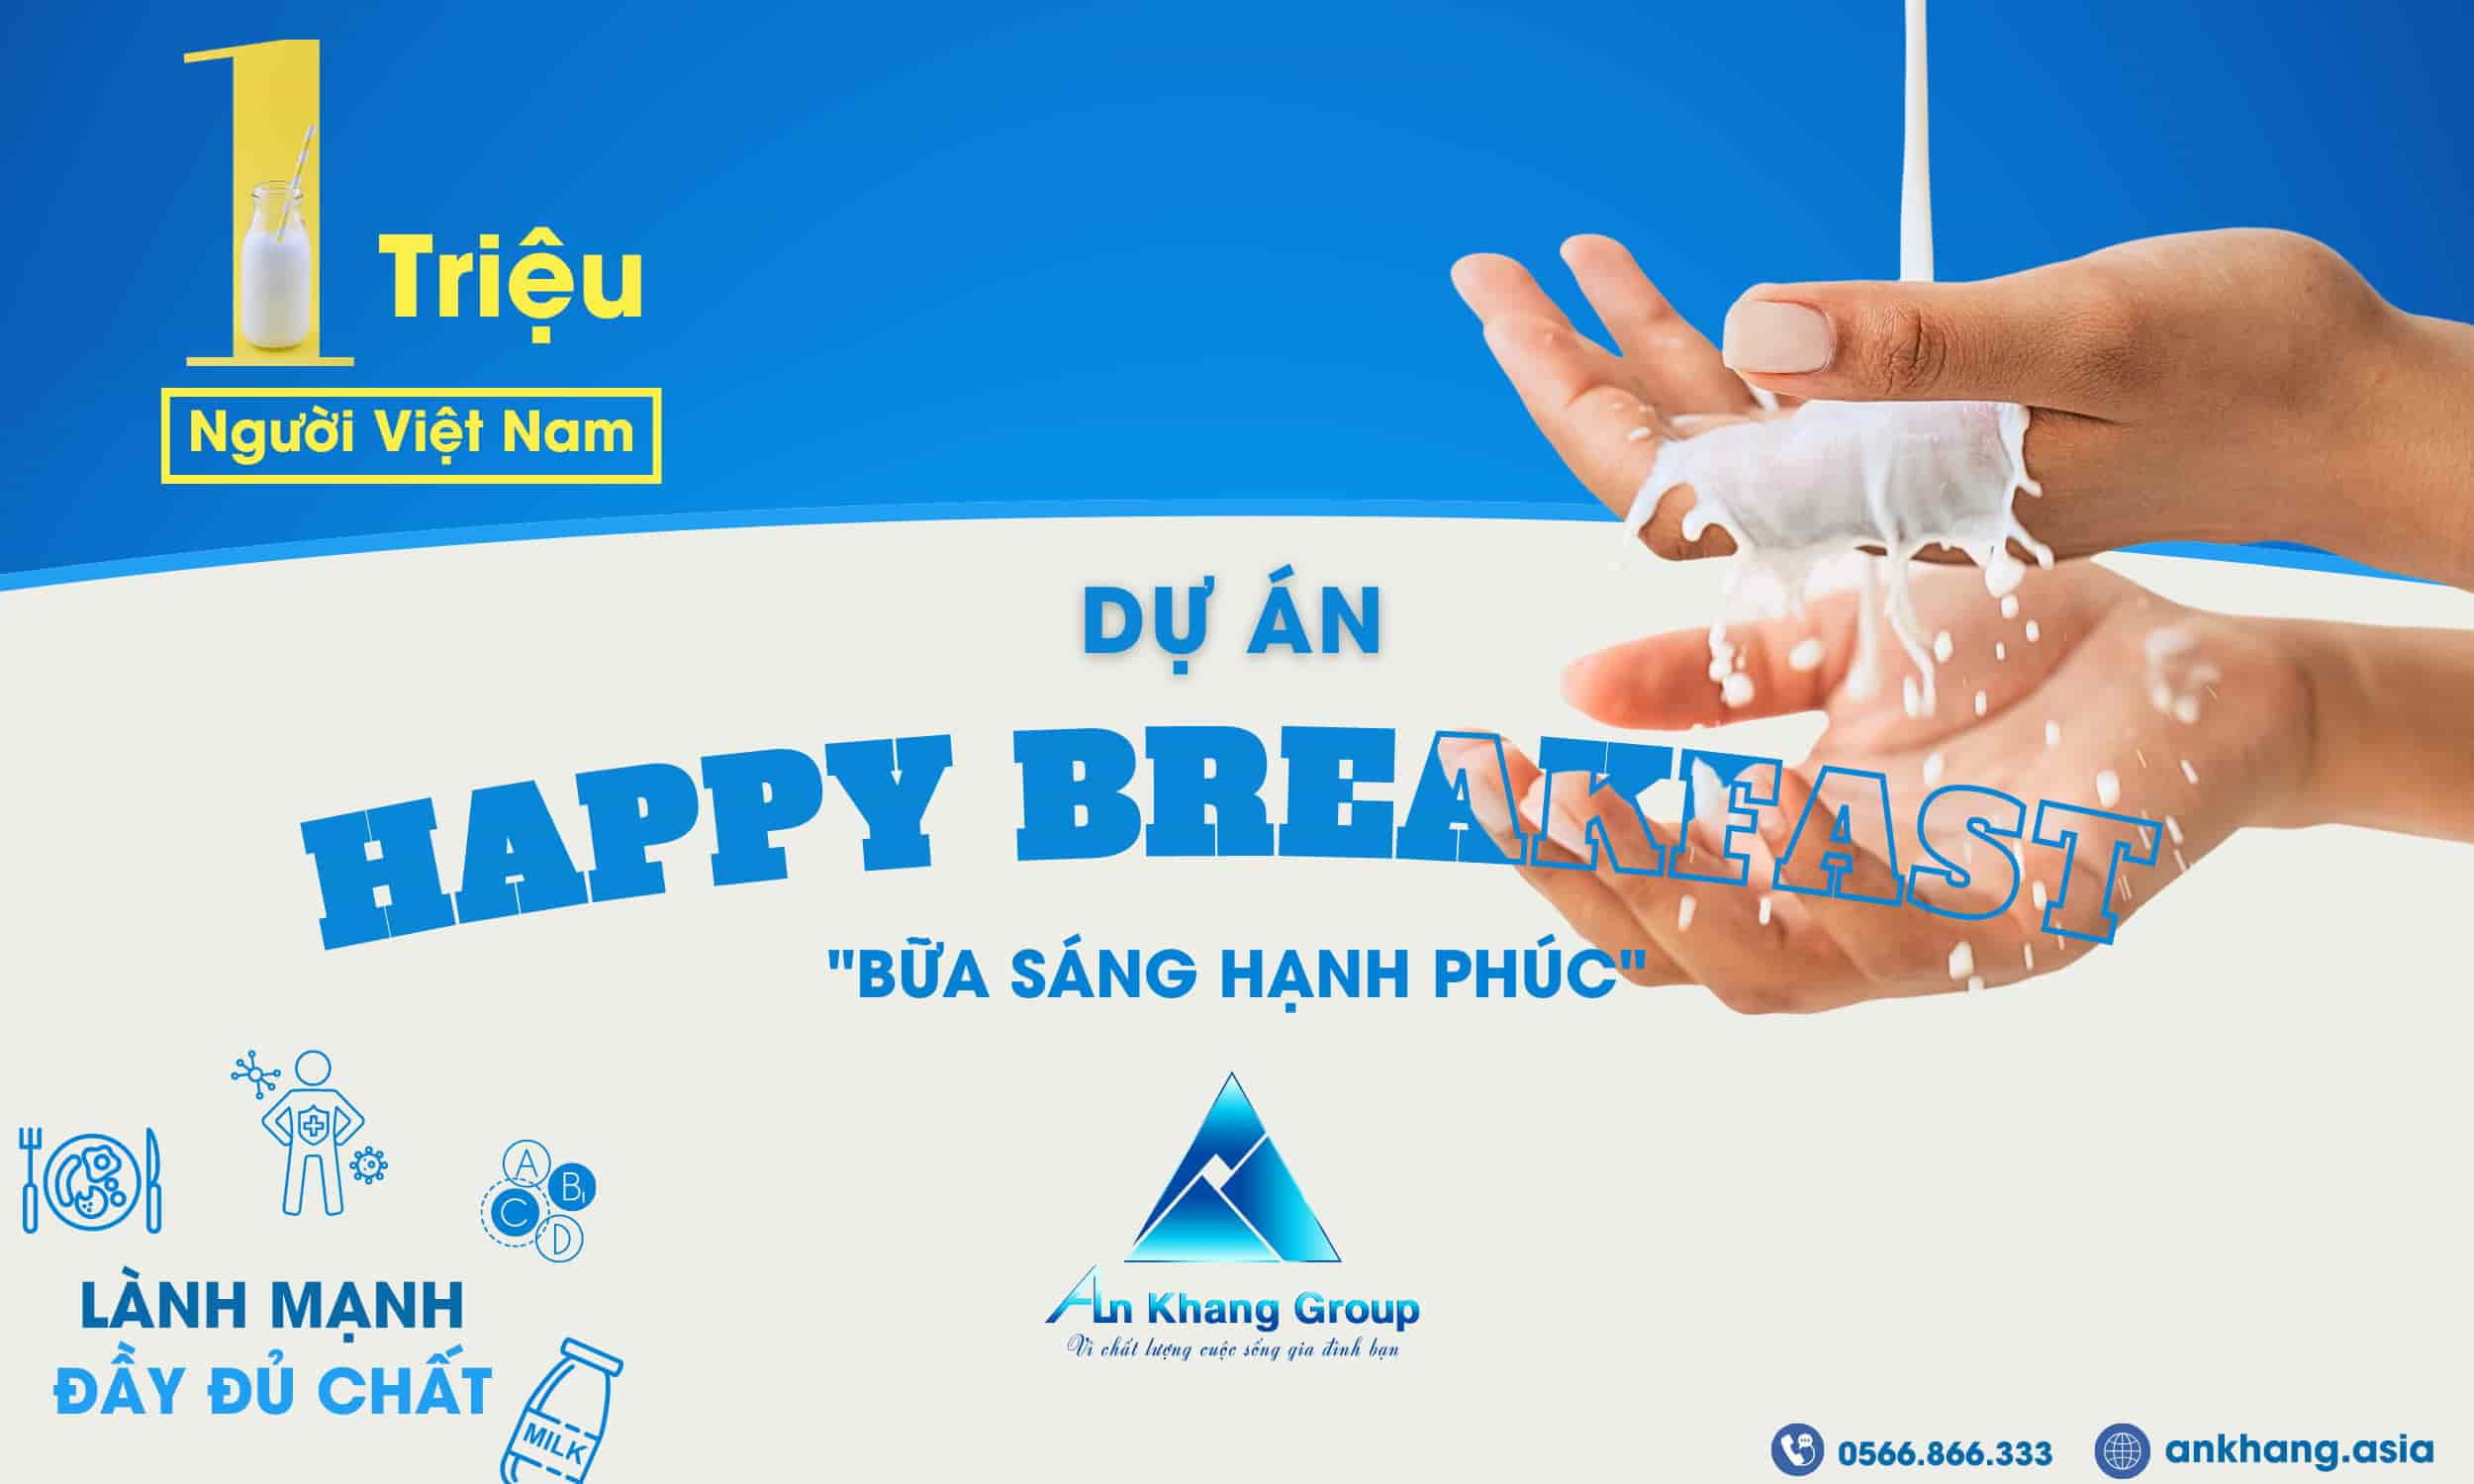 1 Triệu
Người Việt Nam
DỰ ÁN
HAPPY BREAKFAST
"BỮA SÁNG HẠNH PHÚC"
A
B1
C
D
LÀNH MẠNH
ĐẦY ĐỦ CHẤT
MILK
An Khang Group
Vì chất lượng cuộc sống gia đình bạn
0566.866.333
ankhang.asia